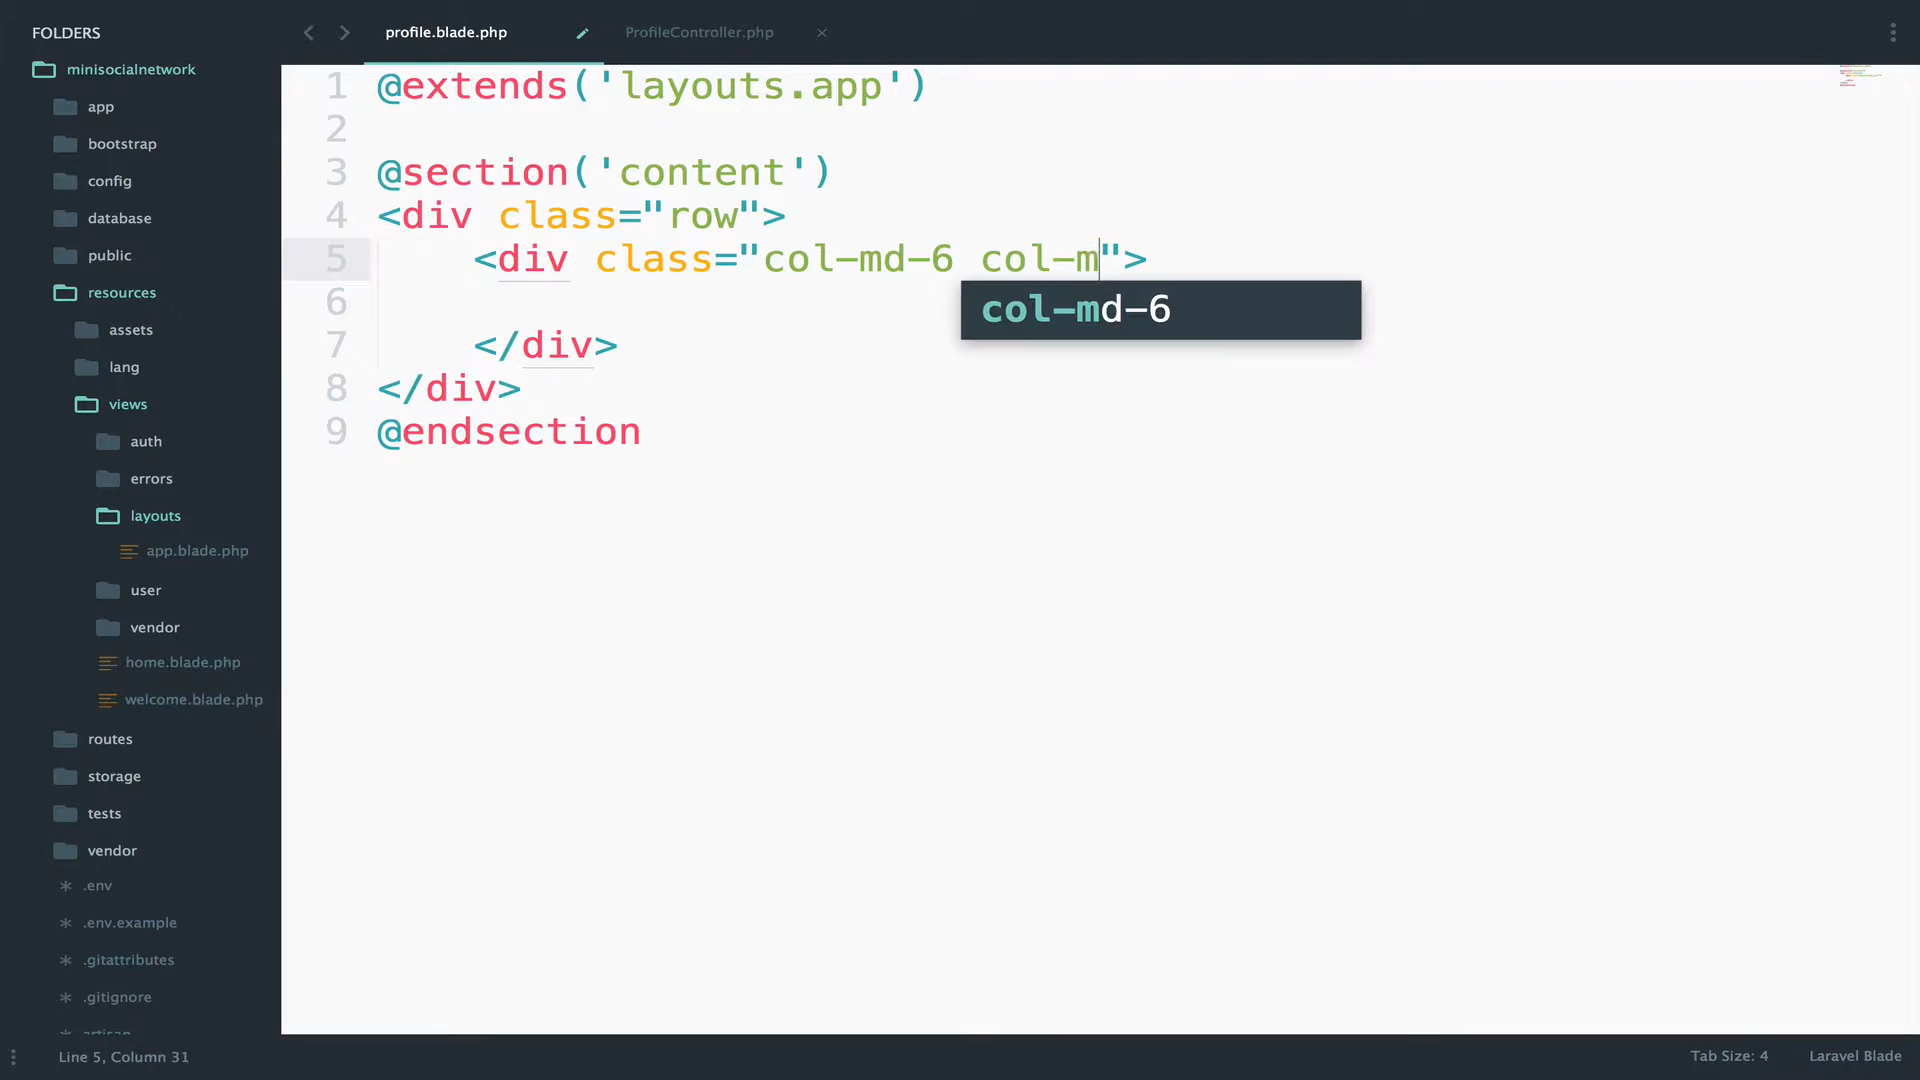 FOLDERS
minisocialnetwork
app
bootstrap
config
database
public
resources
assets
lang
views
auth
errors
layouts
app.blade.php
user
vendor
home.blade.php
welcome.blade.php
routes
storage
tests
vendor
.env
.env.example
.gitattributes
.gitignore
artisan
profile.blade.php
ProfileController.php
1 @extends('layouts.app')
2
3 @section('content')
4 <div class="row">
5 <div class="col-md-6 col-m">
col-md-6
6
7 </div>
8 </div>
9 @endsection
Line 5, Column 31
Tab Size: 4
Laravel Blade